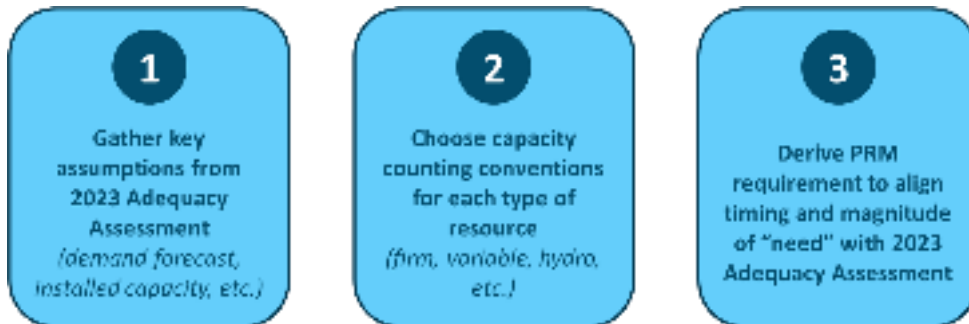 1
Gather key
assumptions from
2023 Adequacy
Assessment
(demand forecast,
installed capacity, etc.)
2
Choose capacity
counting conventions
for each type of
resource
(firm, variable, hydro,
etc.)
3
Derive PRM
requirement to align
timing and magnitude
of “need” with 2023
Adequacy Assessment